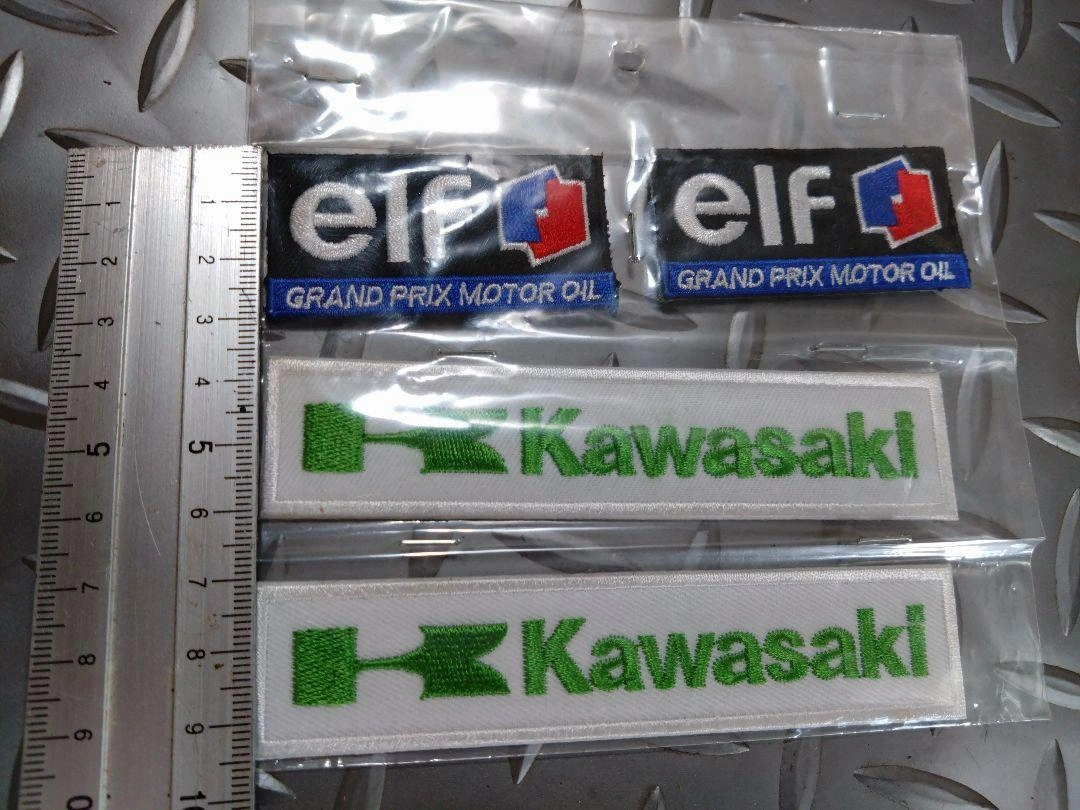 elf
GRAND PRIX MOTOR OIL
elf
GRAND PRIX MOTOR OIL
Kawasaki
Kawasaki
1 2 3 4 5 6 7 8 9
1 2 3 4 5 6 7 8 9